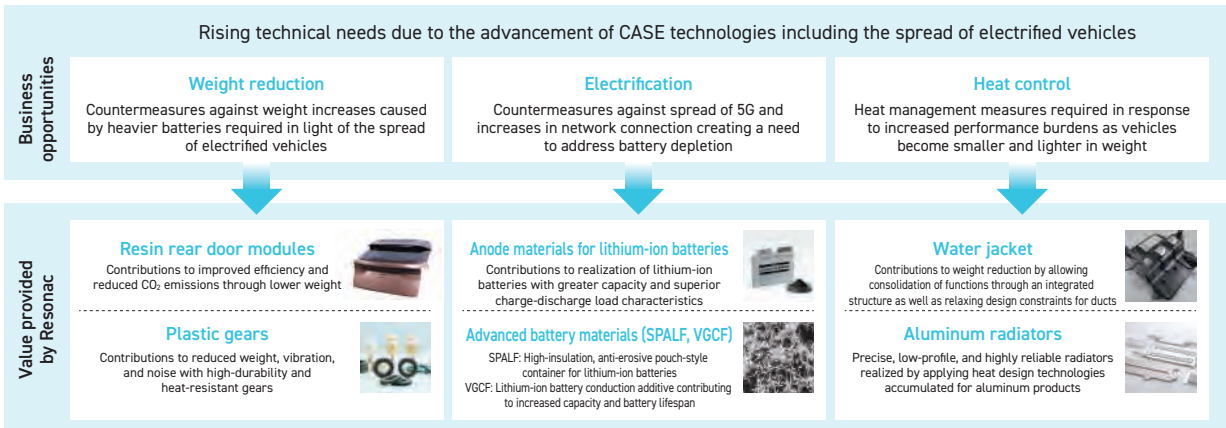 Rising technical needs due to the advancement of CASE technologies including the spread of electrified vehicles
Business
opportunities
Weight reduction
Countermeasures against weight increases caused
by heavier batteries required in light of the spread
of electrified vehicles
Electrification
Countermeasures against spread of 5G and
increases in network connection creating a need
to address battery depletion
Heat control
Heat management measures required in response
to increased performance burdens as vehicles
become smaller and lighter in weight
Value provided
by Resonac
Resin rear door modules
Contributions to improved efficiency and
reduced CO₂ emissions through lower weight
Plastic gears
Contributions to reduced weight, vibration,
and noise with high-durability and
heat-resistant gears
Anode materials for lithium-ion batteries
Contributions to realization of lithium-ion
batteries with greater capacity and superior
charge-discharge load characteristics
Advanced battery materials (SPALF, VGCF)
SPALF: High-insulation, anti-erosive pouch-style
container for lithium-ion batteries
VGCF: Lithium-ion battery conduction additive contributing
to increased capacity and battery lifespan
Water jacket
Contributions to weight reduction by allowing
consolidation of functions through an integrated
structure as well as relaxing design constraints for ducts
Aluminum radiators
Precise, low-profile, and highly reliable radiators
realized by applying heat design technologies
accumulated for aluminum products